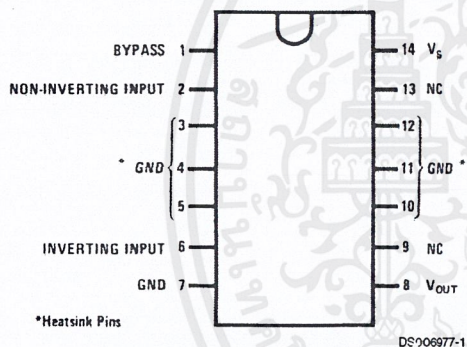 BYPASS 1
14 VS
NON-INVERTING INPUT 2
13 NC
3
12
* GND 4
11 GND *
5
10
INVERTING INPUT 6
9 NC
GND 7
8 VOUT
*Heatsink Pins
DS006977-1